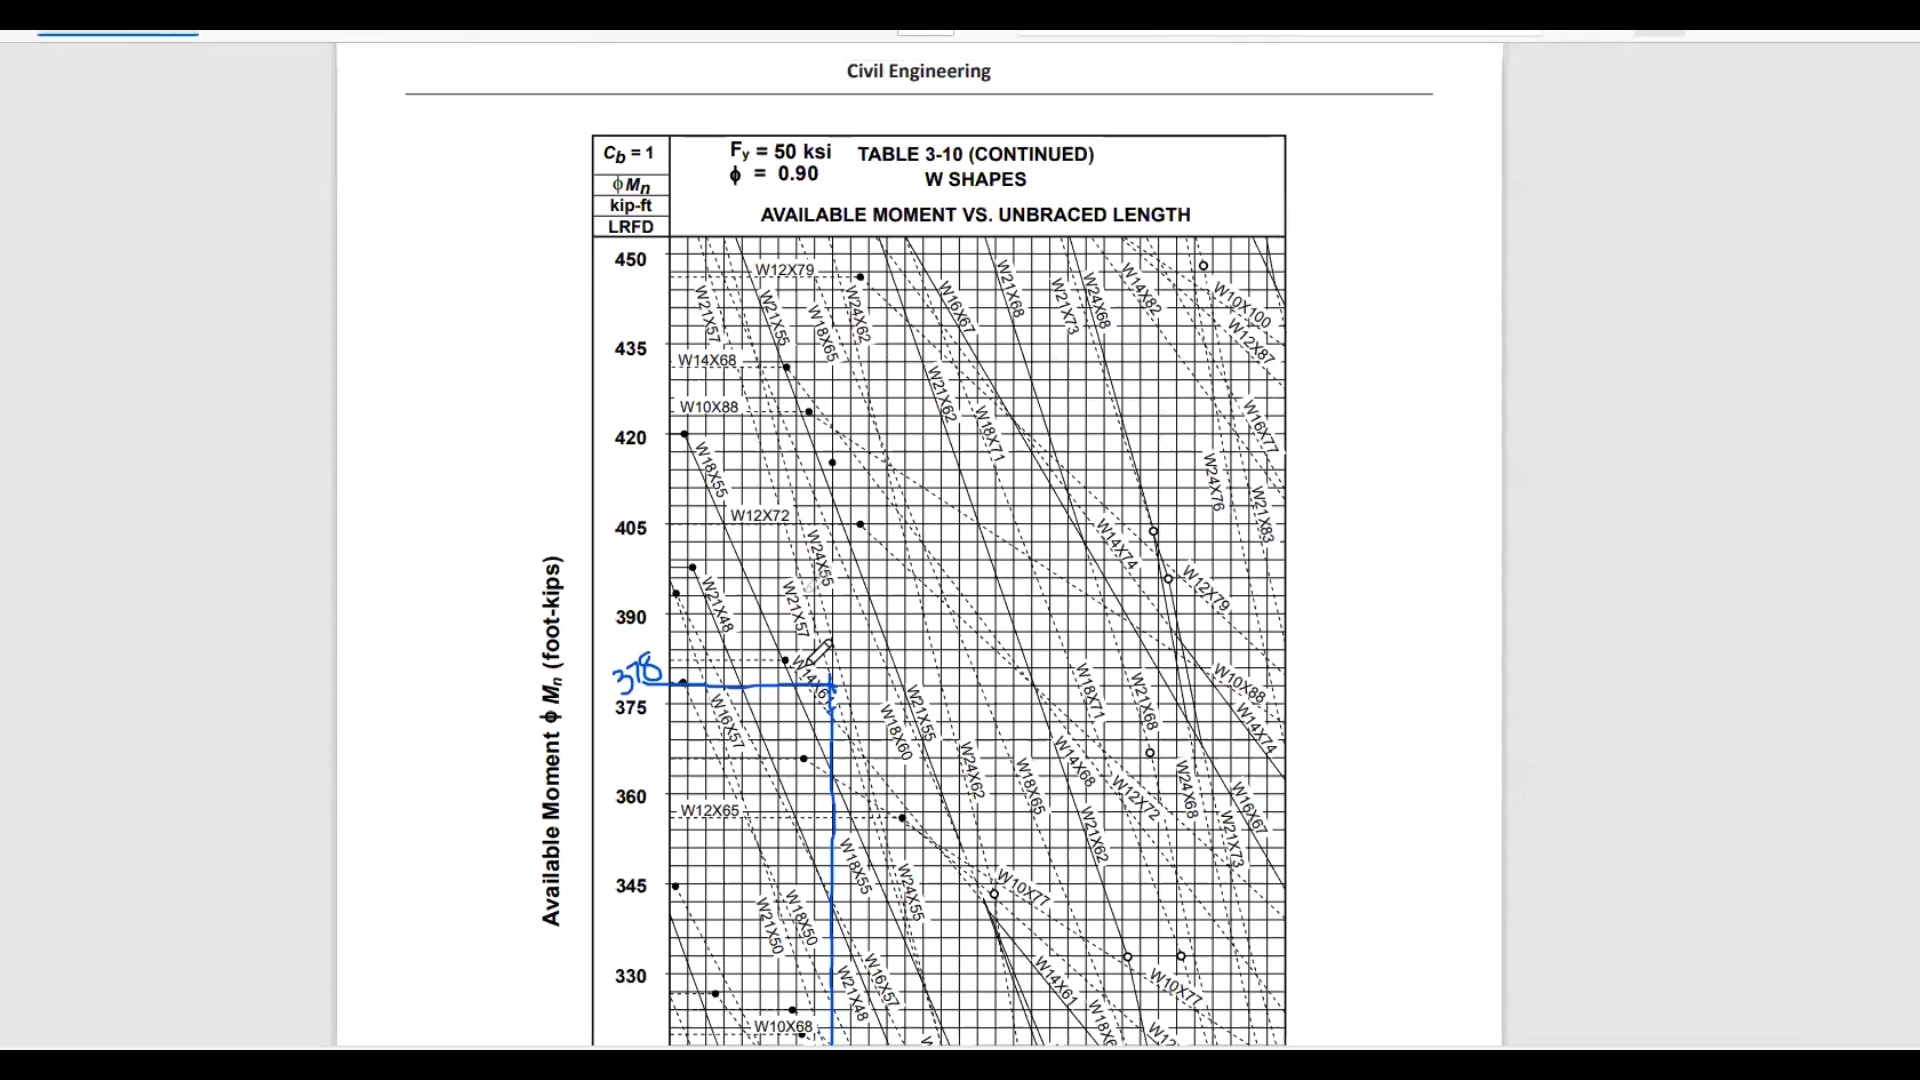 Civil Engineering
Cb = 1
ϕMn
kip-ft
LRFD
Fy = 50 ksi
ϕ = 0.90
TABLE 3-10 (CONTINUED)
W SHAPES
AVAILABLE MOMENT VS. UNBRACED LENGTH
Available Moment ϕ Mn (foot-kips)
450
435
420
405
390
378
375
360
345
330
W12X79
W21X57
W21X55
W18X65
W24X62
W16X67
W21X68
W21X73
W24X68
W14X82
W10X100
W12X87
W14X68
W10X88
W21X62
W18X71
W16X77
W18X55
W24X76
W21X83
W12X72
W24X55
W14X74
W21X48
W21X57
W12X79
W16X57
W21X55
W18X60
W18X71
W21X68
W10X88
W14X74
W24X62
W18X65
W14X68
W12X72
W24X68
W16X67
W21X73
W12X65
W21X62
W18X55
W24X55
W10X77
W21X50
W18X50
W21X48
W16X57
W14X61
W10X77
W10X68